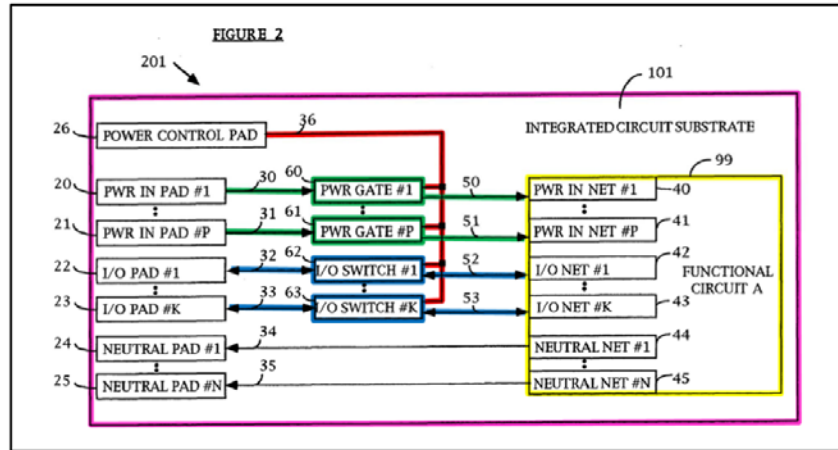 FIGURE 2
201
101
26 POWER CONTROL PAD 36
INTEGRATED CIRCUIT SUBSTRATE
99
20 PWR IN PAD #1 30 60 PWR GATE #1 50 PWR IN NET #1 40
21 PWR IN PAD #P 31 61 PWR GATE #P 51 PWR IN NET #P 41
22 I/O PAD #1 32 62 I/O SWITCH #1 52 I/O NET #1 42
FUNCTIONAL
CIRCUIT A
23 I/O PAD #K 33 63 I/O SWITCH #K 53 I/O NET #K 43
24 NEUTRAL PAD #1 34 NEUTRAL NET #1 44
25 NEUTRAL PAD #N 35 NEUTRAL NET #N 45